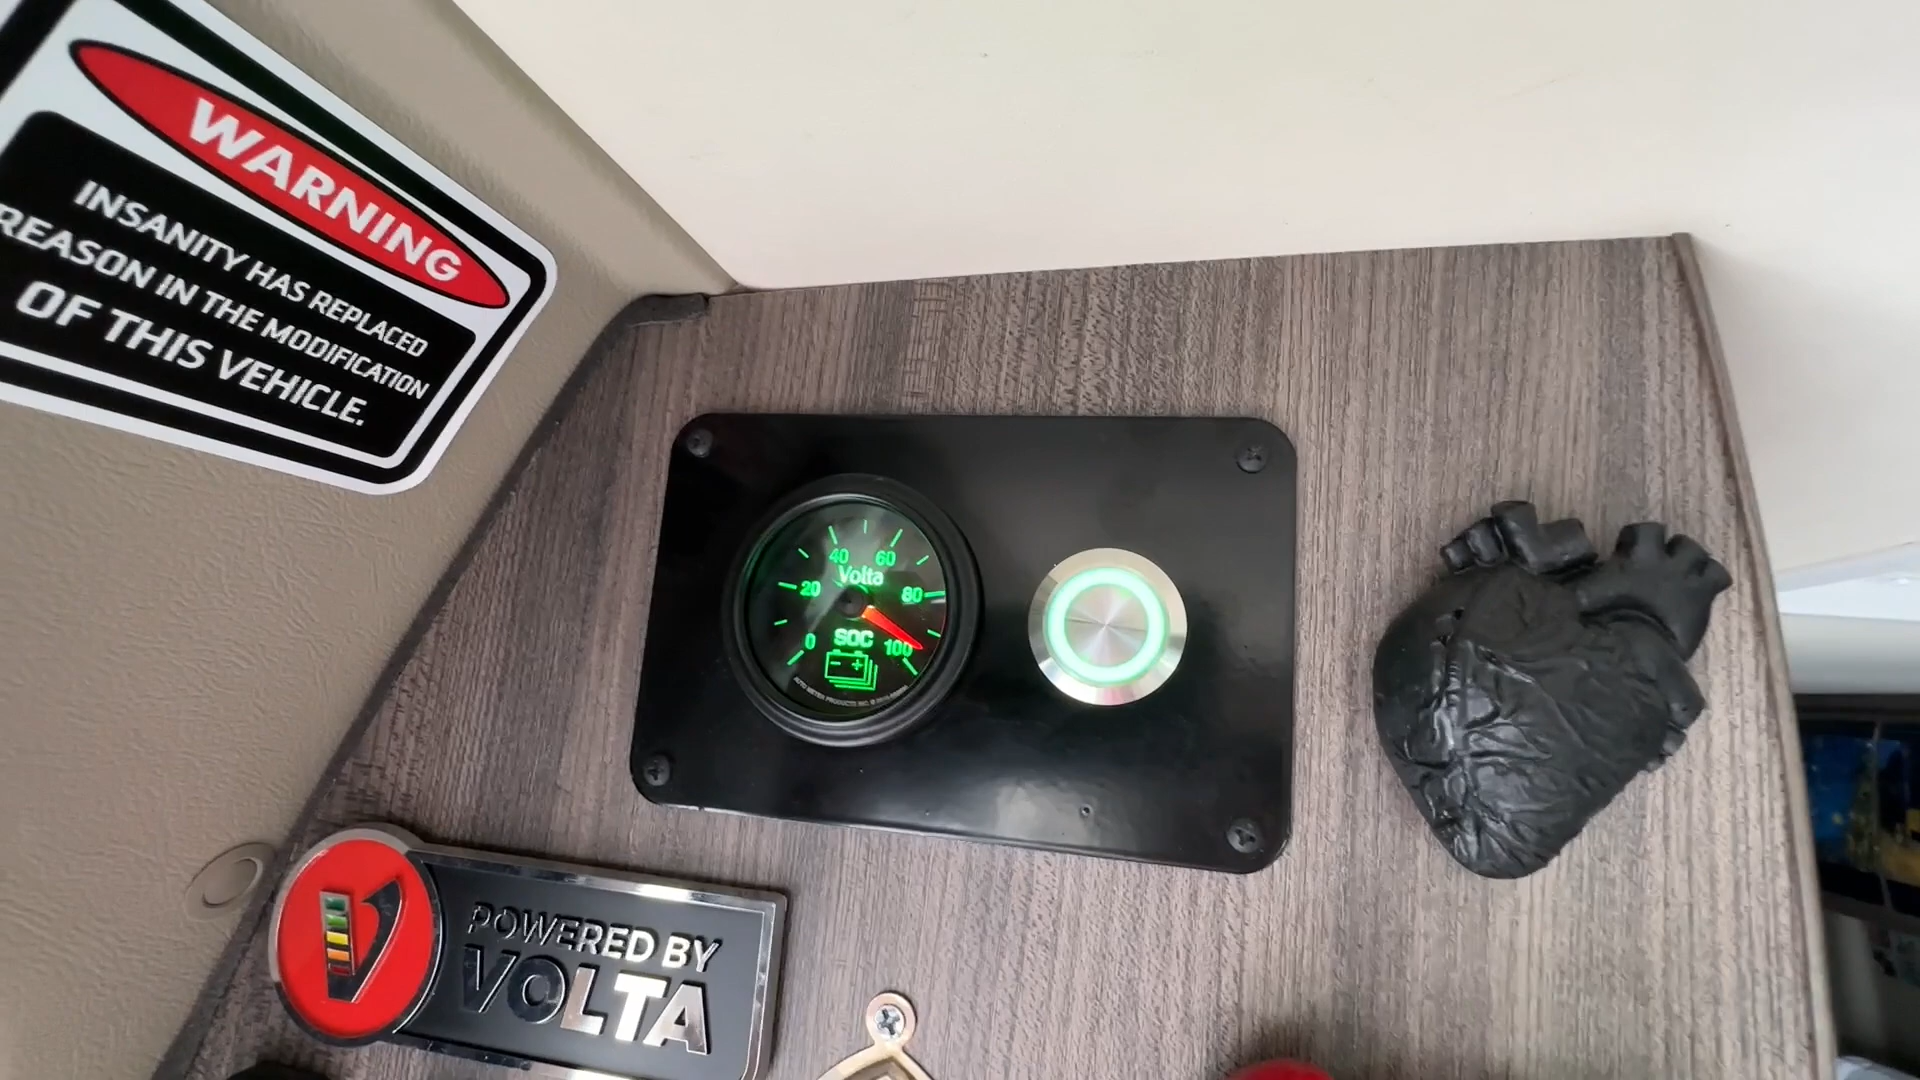 WARNING
INSANITY HAS REPLACED
REASON IN THE MODIFICATION
OF THIS VEHICLE.
40 60
Volta
20 80
0 SOC 100
- +
POWERED BY
VOLTA